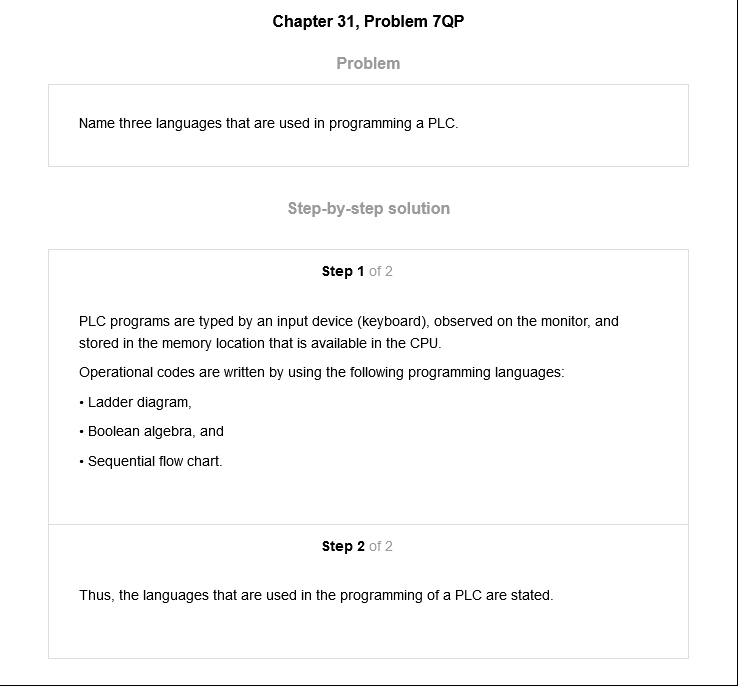 Chapter 31, Problem 7QP
Problem
Name three languages that are used in programming a PLC.
Step-by-step solution
Step 1 of 2
PLC programs are typed by an input device (keyboard), observed on the monitor, and
stored in the memory location that is available in the CPU.
Operational codes are written by using the following programming languages:
• Ladder diagram,
• Boolean algebra, and
• Sequential flow chart.
Step 2 of 2
Thus, the languages that are used in the programming of a PLC are stated.